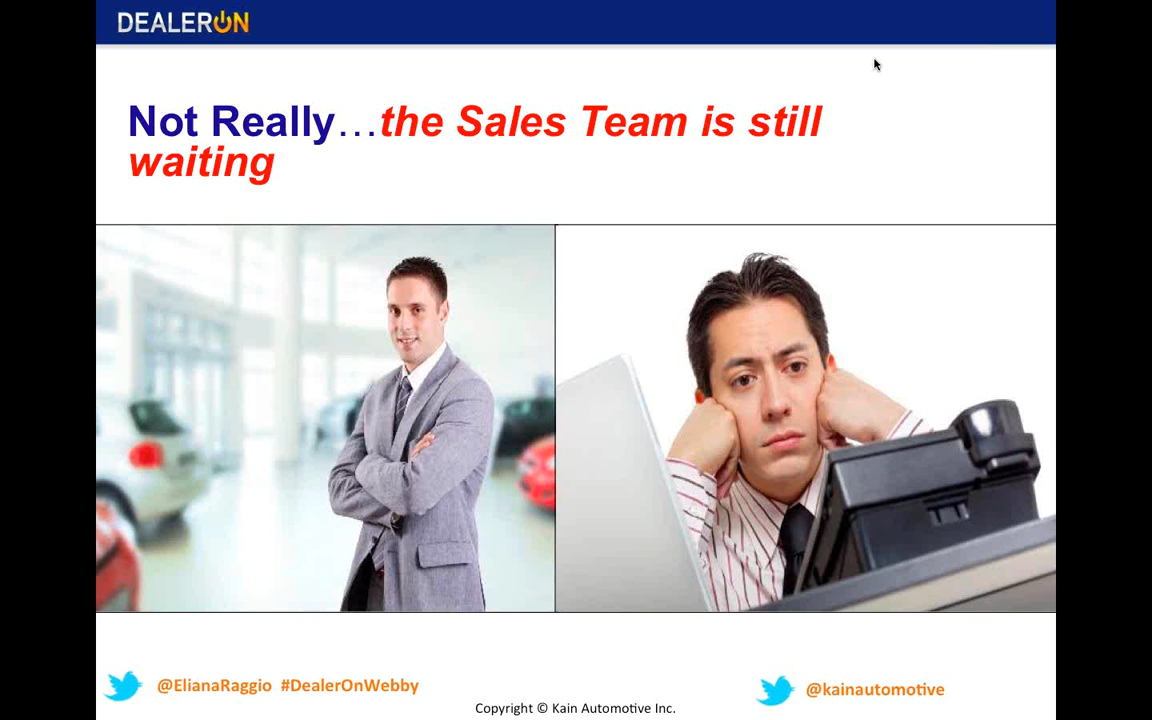 DEALERON
Not Really…the Sales Team is still
waiting
@ElianaRaggio #DealerOnWebby
@kainautomotive
Copyright © Kain Automotive Inc.